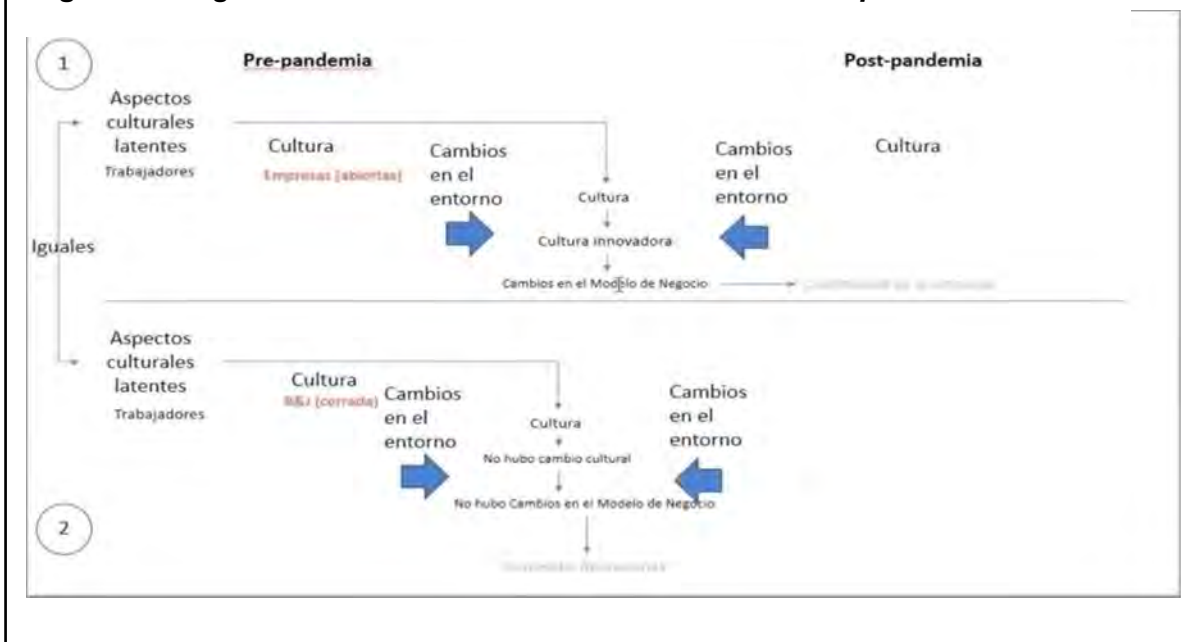 1
Pre-pandemia
Post-pandemia
Aspectos
culturales
latentes
Trabajadores
Cultura
Empresas (abiertas)
Cambios
en el
entorno
Cultura
Cultura innovadora
Cambios en el Modelo de Negocio
Cambios
en el
entorno
Cultura
Iguales
Aspectos
culturales
latentes
Trabajadores
Cultura
(cerrada)
Cambios
en el
entorno
Cultura
No hubo cambio cultural
No hubo Cambios en el Modelo de Negocio
Cambios
en el
entorno
2